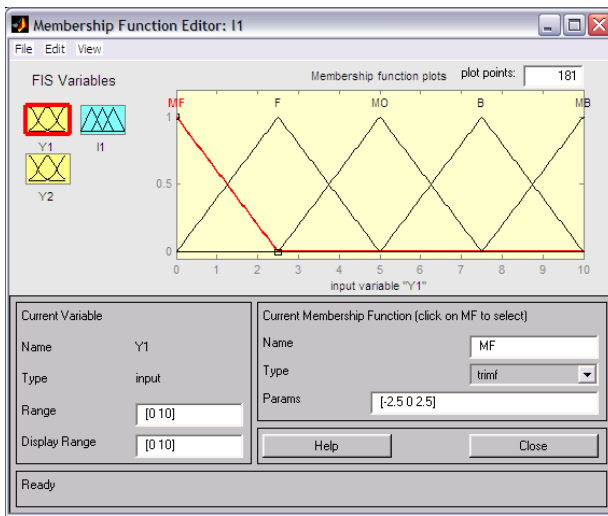 Membership Function Editor: I1
File Edit View
FIS Variables
Y1
I1
Y2
Membership function plots
plot points:
181
MF
F
MO
B
MB
1
0.5
0
0 1 2 3 4 5 6 7 8 9 10
input variable "Y1"
Current Variable
Name
Y1
Type
input
Range
[0 10]
Display Range
[0 10]
Current Membership Function (click on MF to select)
Name
MF
Type
trimf
Params
[-2.5 0 2.5]
Help
Close
Ready